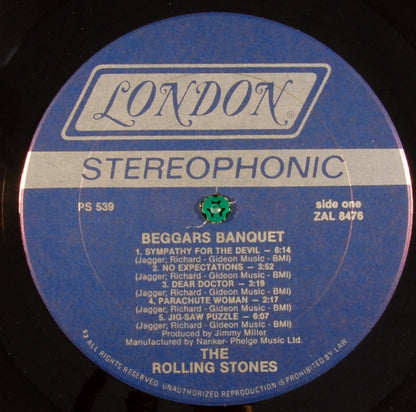 LONDON®
STEREOPHONIC
PS 539
side one
ZAL 8476
BEGGARS BANQUET
1. SYMPATHY FOR THE DEVIL - 6:14
(Jagger; Richard - Gideon Music - BMI)
2. NO EXPECTATIONS - 3:52
(Jagger; Richard - Gideon Music - BMI)
3. DEAR DOCTOR - 3:19
(Jagger; Richard - Gideon Music - BMI)
4. PARACHUTE WOMAN - 2:17
(Jagger; Richard - Gideon Music - BMI)
5. JIG-SAW PUZZLE - 6:07
(Jagger; Richard - Gideon Music - BMI)
Produced by Jimmy Miller
Manufactured by Nanker- Phelge Music Ltd.
THE
ROLLING STONES
ALL RIGHTS RESERVED UNAUTHORIZED REPRODUCTION IS PROHIBITED BY LAW